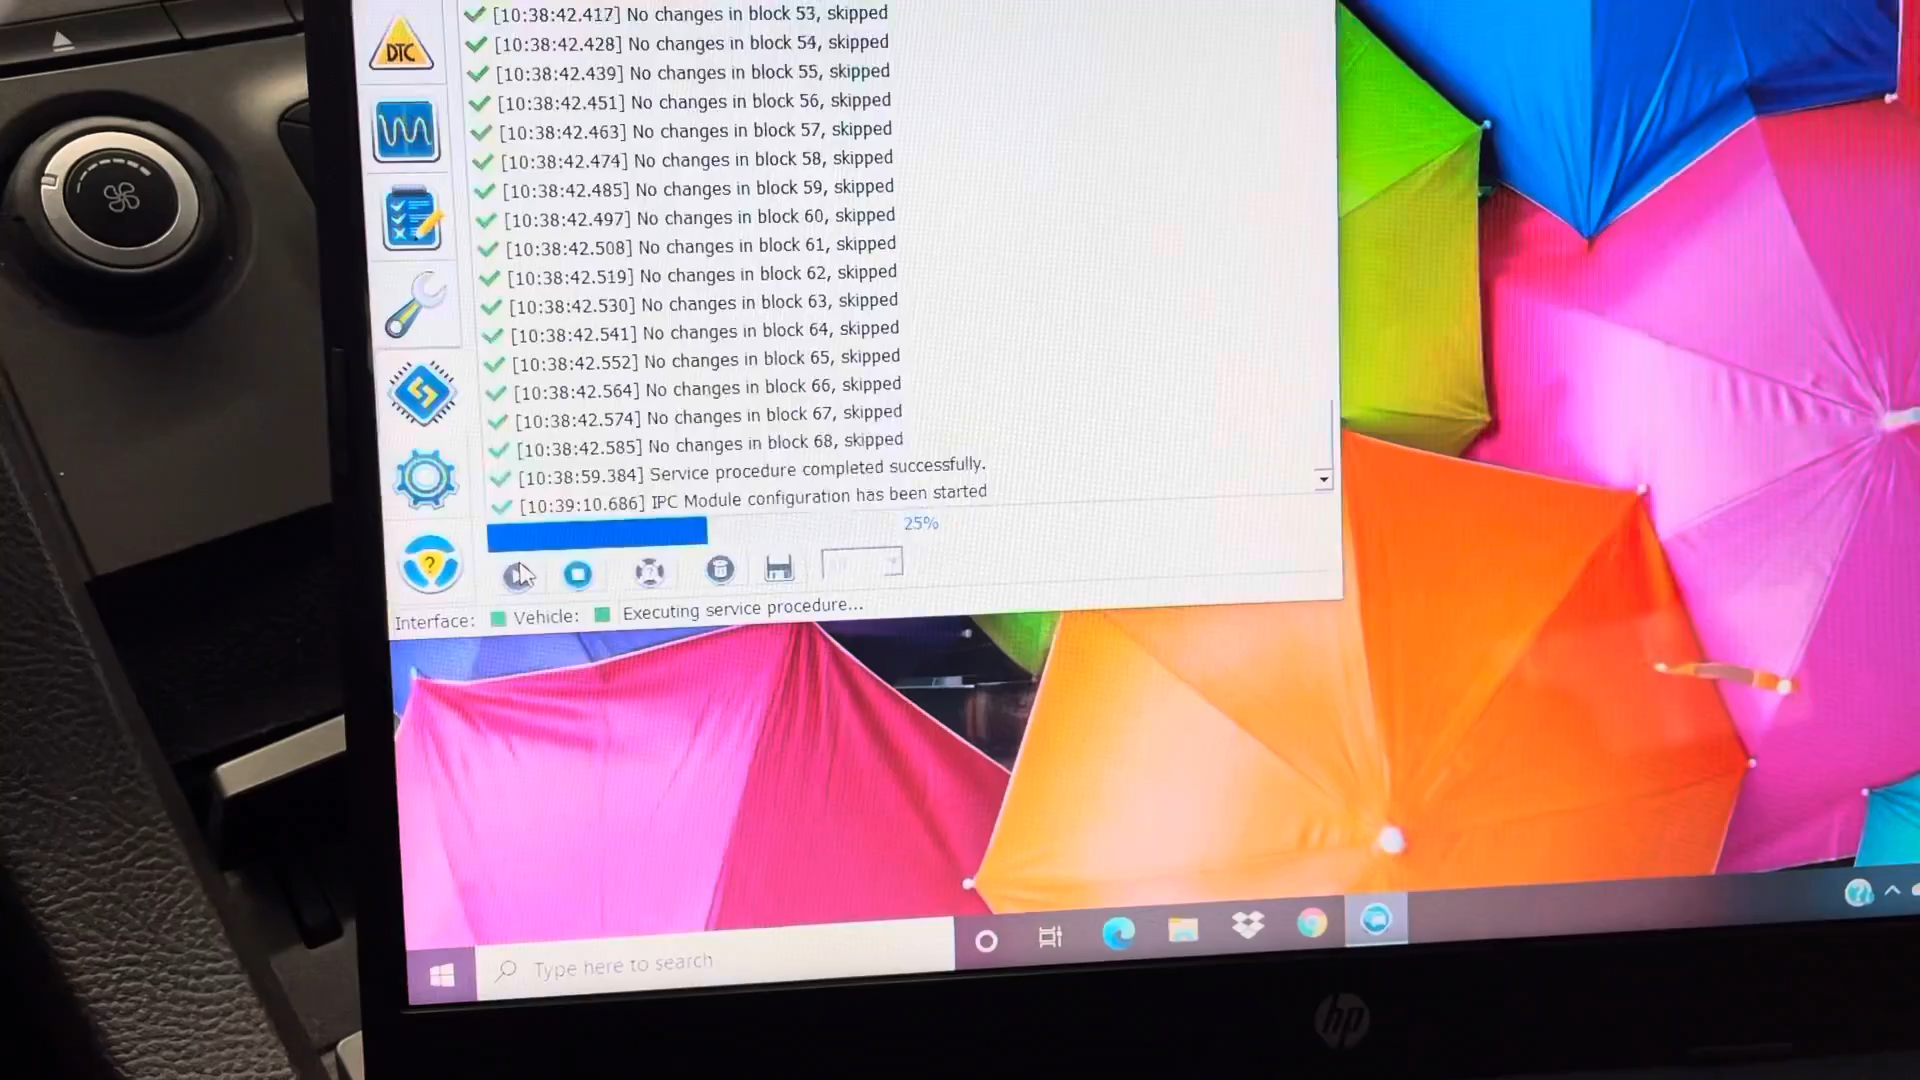 DTC
[10:38:42.417] No changes in block 53, skipped
[10:38:42.428] No changes in block 54, skipped
[10:38:42.439] No changes in block 55, skipped
[10:38:42.451] No changes in block 56, skipped
[10:38:42.463] No changes in block 57, skipped
[10:38:42.474] No changes in block 58, skipped
[10:38:42.485] No changes in block 59, skipped
[10:38:42.497] No changes in block 60, skipped
[10:38:42.508] No changes in block 61, skipped
[10:38:42.519] No changes in block 62, skipped
[10:38:42.530] No changes in block 63, skipped
[10:38:42.541] No changes in block 64, skipped
[10:38:42.552] No changes in block 65, skipped
[10:38:42.564] No changes in block 66, skipped
[10:38:42.574] No changes in block 67, skipped
[10:38:42.585] No changes in block 68, skipped
[10:38:59.384] Service procedure completed successfully.
[10:39:10.686] IPC Module configuration has been started
25%
?
Interface: Vehicle: Executing service procedure...
Type here to search
hp